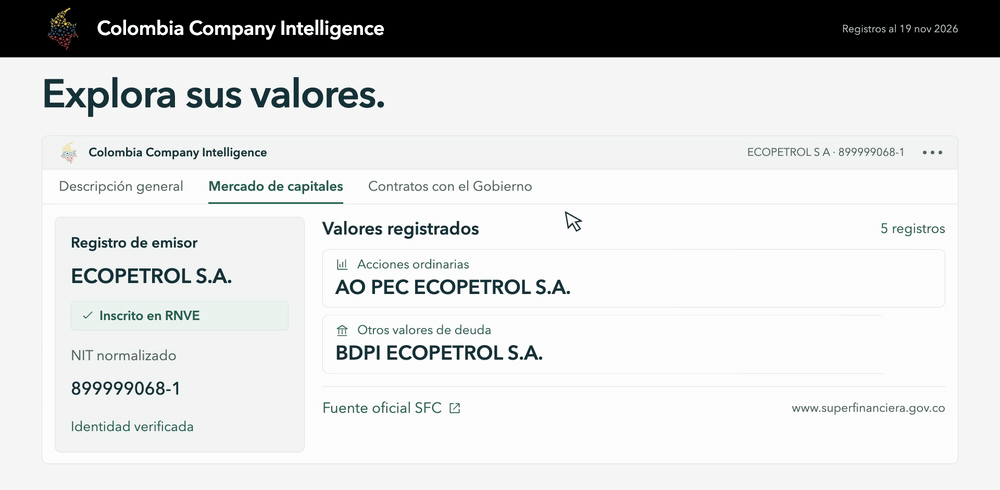 Colombia Company Intelligence
Registros al 19 nov 2026
Explora sus valores.
Colombia Company Intelligence
ECOPETROL S A · 899999068-1
Descripción general
Mercado de capitales
Contratos con el Gobierno
Registro de emisor
ECOPETROL S.A.
Inscrito en RNVE
NIT normalizado
899999068-1
Identidad verificada
Valores registrados
5 registros
Acciones ordinarias
AO PEC ECOPETROL S.A.
Otros valores de deuda
BDPI ECOPETROL S.A.
Fuente oficial SFC
www.superfinanciera.gov.co